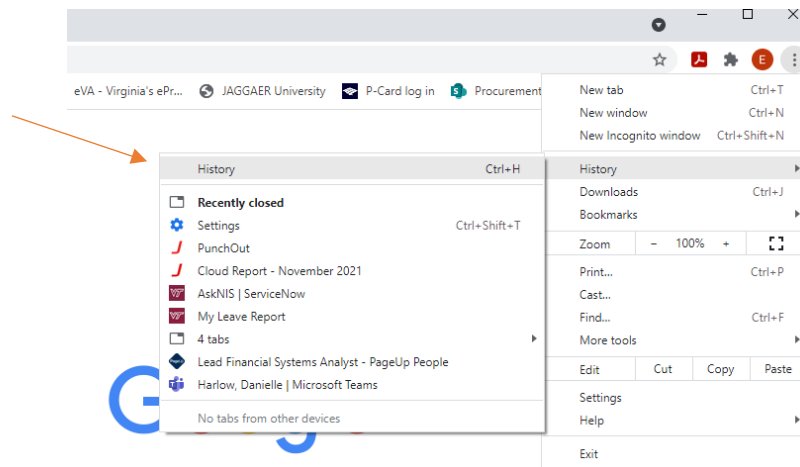 E
eVA - Virginia's ePr...
JAGGAER University
P-Card log in
Procurement
New tab Ctrl+T
New window Ctrl+N
New Incognito window Ctrl+Shift+N
History
Downloads Ctrl+J
Bookmarks
Zoom - 100% +
Print... Ctrl+P
Cast...
Find... Ctrl+F
More tools
Edit Cut Copy Paste
Settings
Help
Exit
History Ctrl+H
Recently closed
Settings Ctrl+Shift+T
PunchOut
Cloud Report - November 2021
AskNIS | ServiceNow
My Leave Report
4 tabs
Lead Financial Systems Analyst - PageUp People
Harlow, Danielle | Microsoft Teams
No tabs from other devices